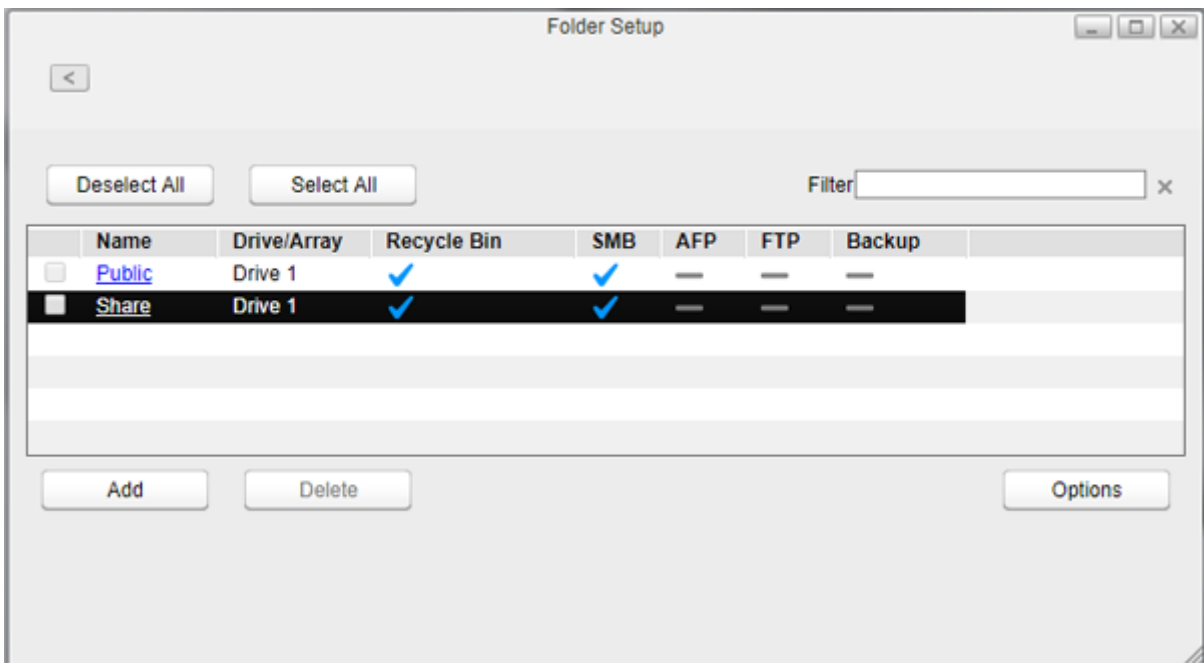 Folder Setup
<
Deselect All Select All Filter
Name Drive/Array Recycle Bin SMB AFP FTP Backup
Public Drive 1
Share Drive 1
Add Delete Options